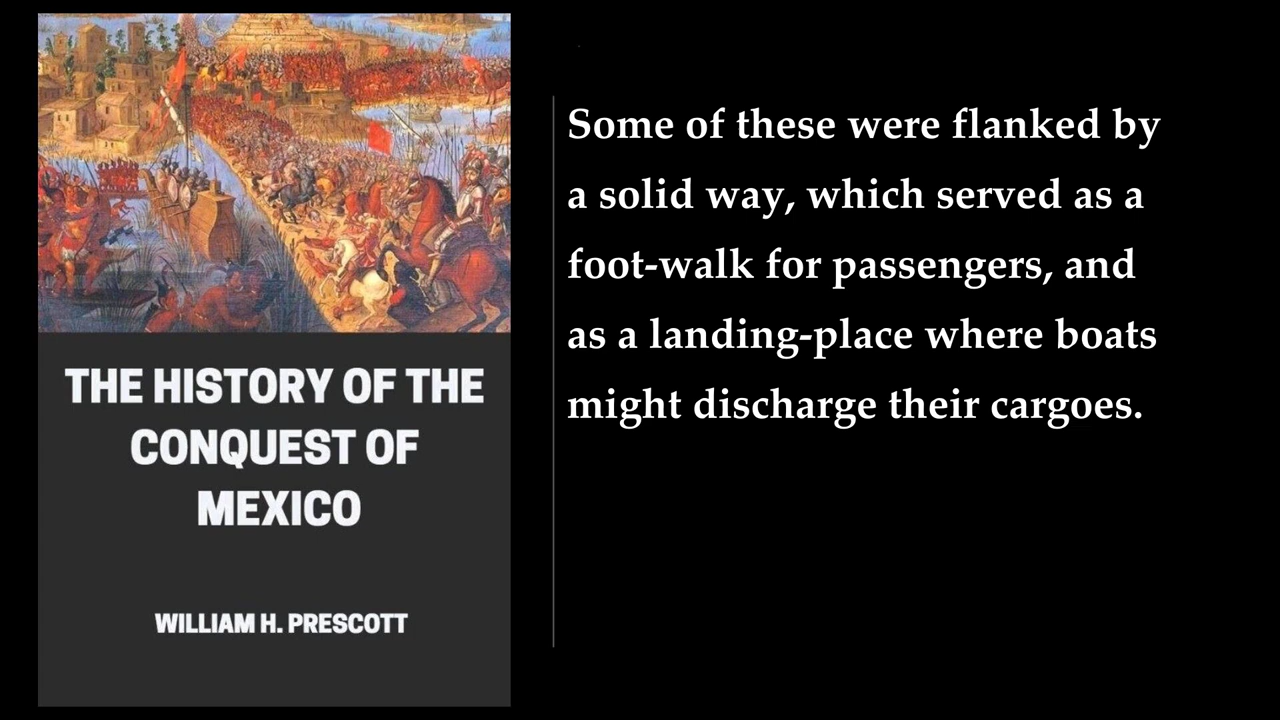 THE HISTORY OF THE
CONQUEST OF
MEXICO
WILLIAM H. PRESCOTT
Some of these were flanked by
a solid way, which served as a
foot-walk for passengers, and
as a landing-place where boats
might discharge their cargoes.